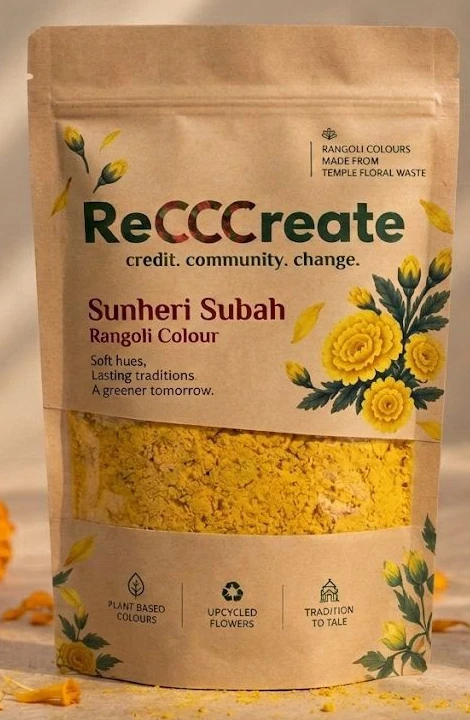 RANGOLI COLOURS
MADE FROM
TEMPLE FLORAL WASTE
ReCCCreate
credit. community. change.
Sunheri Subah
Rangoli Colour
Soft hues,
Lasting traditions
A greener tomorrow.
PLANT BASED
COLOURS
UPCYCLED
FLOWERS
TRADITION
TO TALE